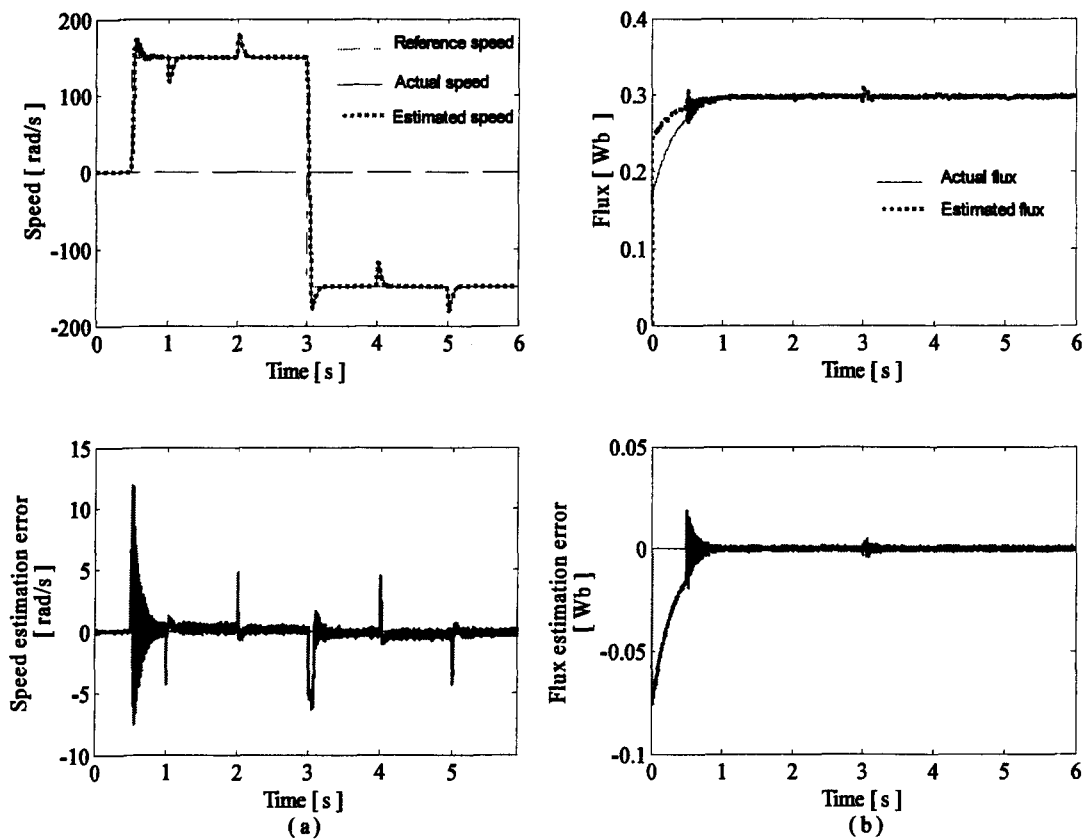 200
100
0
-100
-200
0
1
2
3
4
5
6
Speed [ rad/s ]
Time [ s ]
Reference speed
Actual speed
Estimated speed
0.4
0.3
0.2
0.1
0
0
1
2
3
4
5
6
Flux [ Wb ]
Time [ s ]
Actual flux
Estimated flux
15
10
5
0
-5
-10
0
1
2
3
4
5
Speed estimation error
[ rad/s ]
Time [ s ]
( a )
0.05
0
-0.05
-0.1
0
1
2
3
4
5
6
Flux estimation error
[ Wb ]
Time [ s ]
( b )